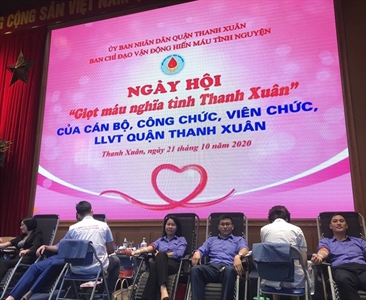 CỘNG SẢN VIỆT NAM
ỦY BAN NHÂN DÂN QUẬN THANH XUÂN
BAN CHỈ ĐẠO VẬN ĐỘNG HIẾN MÁU TÌNH NGUYỆN
NGÀY HỘI
"Giọt máu nghĩa tình Thanh Xuân"
CỦA CÁN BỘ, CÔNG CHỨC, VIÊN CHỨC,
LLVT QUẬN THANH XUÂN
Thanh Xuân, ngày 21 tháng 10 năm 2020